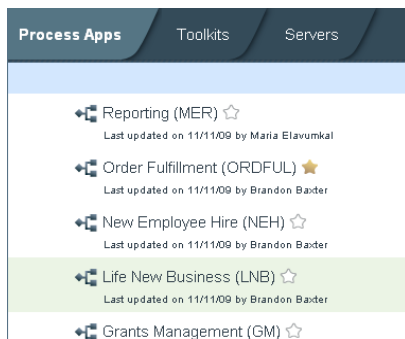 Process Apps Toolkits Servers
Reporting (MER)
Last updated on 11/11/09 by Maria Elavumkal
Order Fulfillment (ORDFUL)
Last updated on 11/11/09 by Brandon Baxter
New Employee Hire (NEH)
Last updated on 11/11/09 by Brandon Baxter
Life New Business (LNB)
Last updated on 11/11/09 by Brandon Baxter
Grants Management (GM)